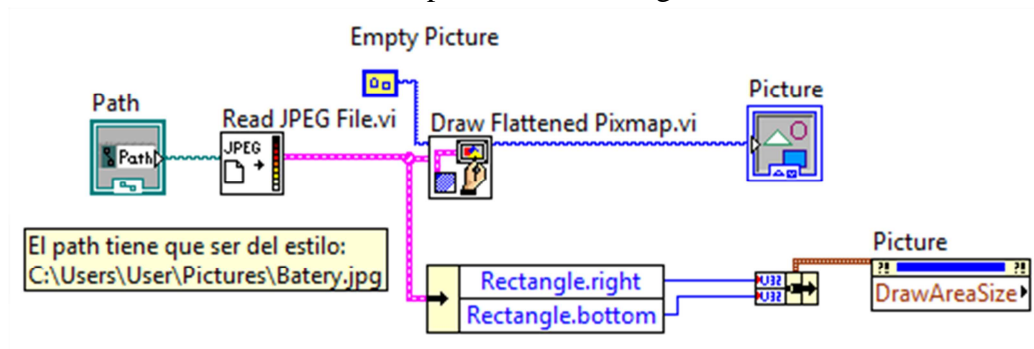 Empty Picture
Path
Read JPEG File.vi
Draw Flattened Pixmap.vi
Picture
JPEG
Path
El path tiene que ser del estilo:
C:\Users\User\Pictures\Batery.jpg
Rectangle.right
Rectangle.bottom
U32
U32
Picture
DrawAreaSize